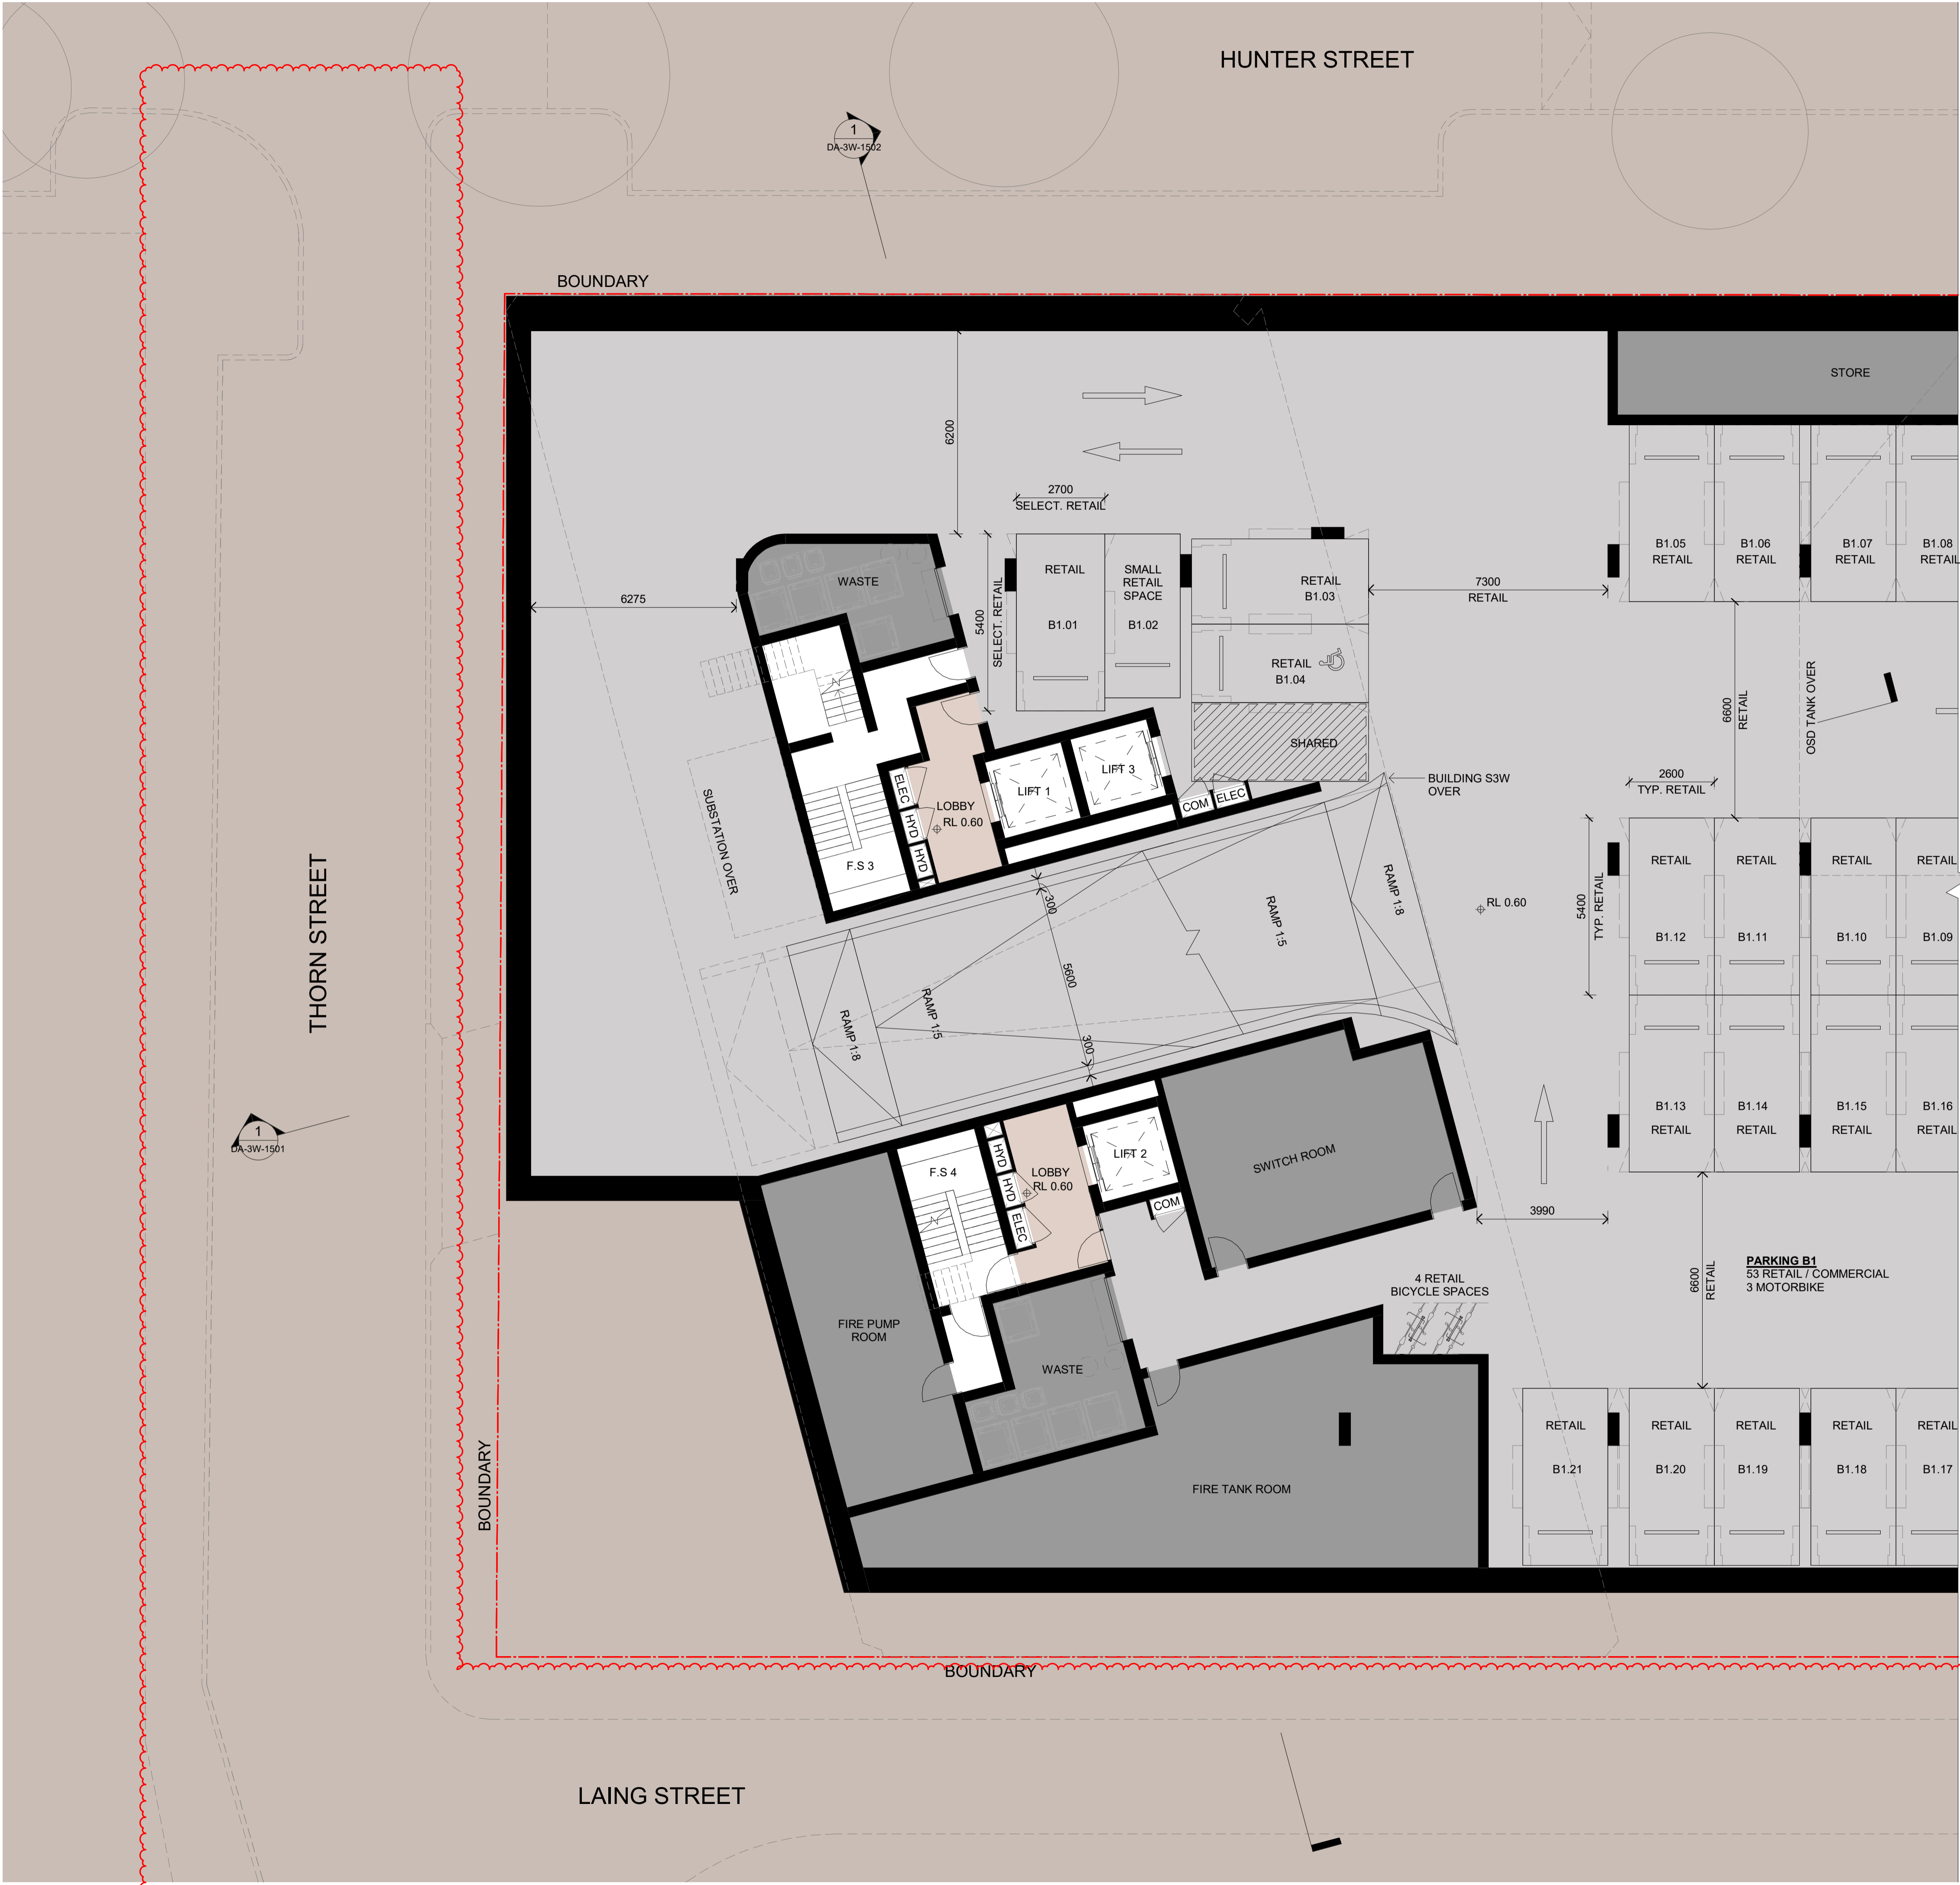 HUNTER STREET
1
DA-3W-1502
BOUNDARY
STORE
6200
2700
SELECT. RETAIL
5400
SELECT. RETAIL
WASTE
6275
RETAIL
B1.01
SMALL
RETAIL
SPACE
B1.02
RETAIL
B1.03
RETAIL
B1.04
SHARED
7300
RETAIL
B1.05
RETAIL
B1.06
RETAIL
B1.07
RETAIL
B1.08
RETAIL
6600
RETAIL
OSD TANK OVER
2600
TYP. RETAIL
LIFT 1
LIFT 3
COM
ELEC
BUILDING S3W
OVER
ELEC
HYD
HYD
LOBBY
RL 0.60
F.S 3
SUBSTATION OVER
THORN STREET
300
5600
300
RAMP 1:8
RAMP 1:5
RAMP 1:5
RAMP 1:8
RL 0.60
5400
TYP. RETAIL
RETAIL
B1.12
RETAIL
B1.11
RETAIL
B1.10
RETAIL
B1.09
B1.13
RETAIL
B1.14
RETAIL
B1.15
RETAIL
B1.16
RETAIL
1
DA-3W-1501
F.S 4
HYD
HYD
ELEC
LOBBY
RL 0.60
LIFT 2
COM
SWITCH ROOM
3990
6600
RETAIL
PARKING B1
53 RETAIL / COMMERCIAL
3 MOTORBIKE
4 RETAIL
BICYCLE SPACES
FIRE PUMP
ROOM
WASTE
FIRE TANK ROOM
RETAIL
B1.21
RETAIL
B1.20
RETAIL
B1.19
RETAIL
B1.18
RETAIL
B1.17
BOUNDARY
BOUNDARY
LAING STREET